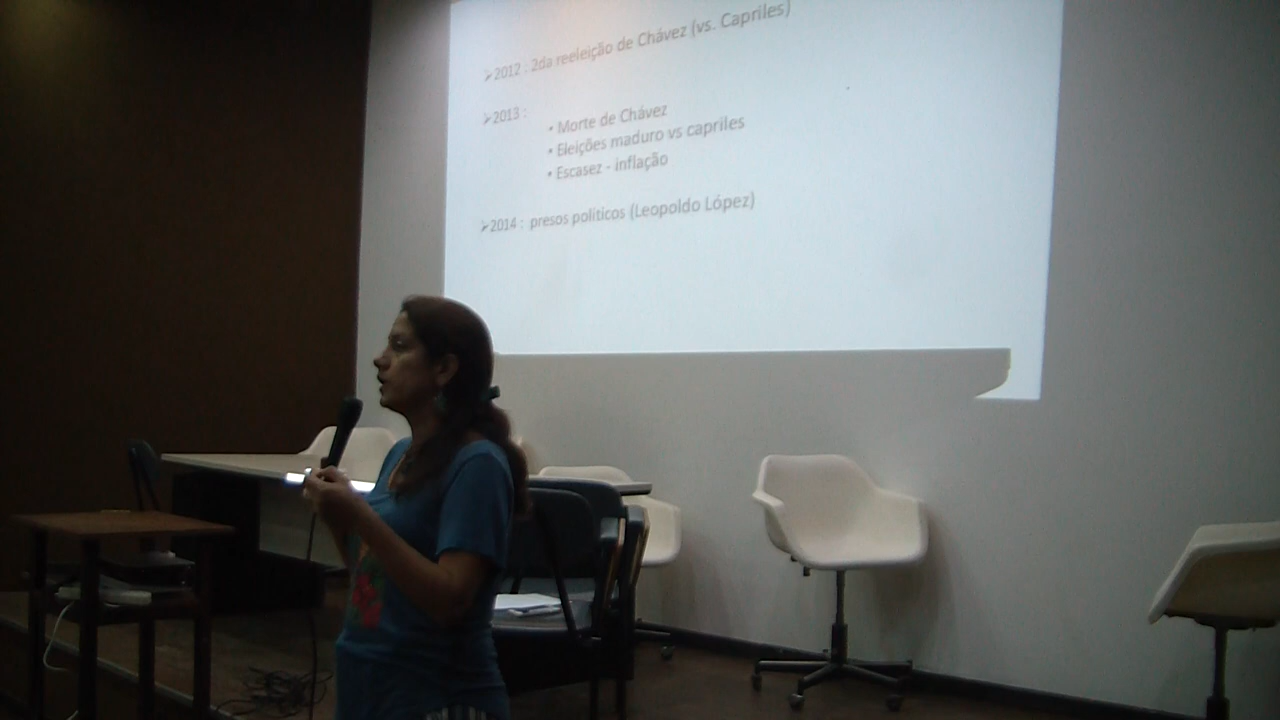 ➢2012 : 2da reeleição de Chávez (vs. Capriles)
➢2013 :
• Morte de Chávez
• Eleições maduro vs capriles
• Escasez - inflação
➢2014 : presos politicos (Leopoldo López)